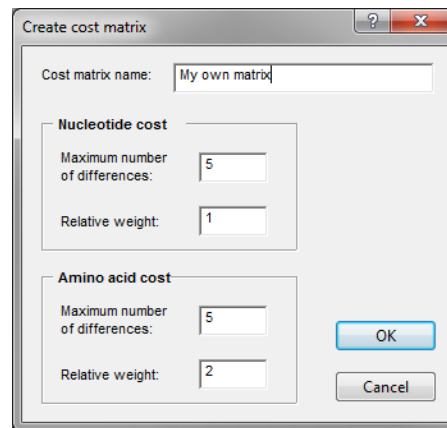 Create cost matrix
?
X
Cost matrix name: My own matrix
Nucleotide cost
Maximum number
of differences: 5
Relative weight: 1
Amino acid cost
Maximum number
of differences: 5
Relative weight: 2
OK
Cancel